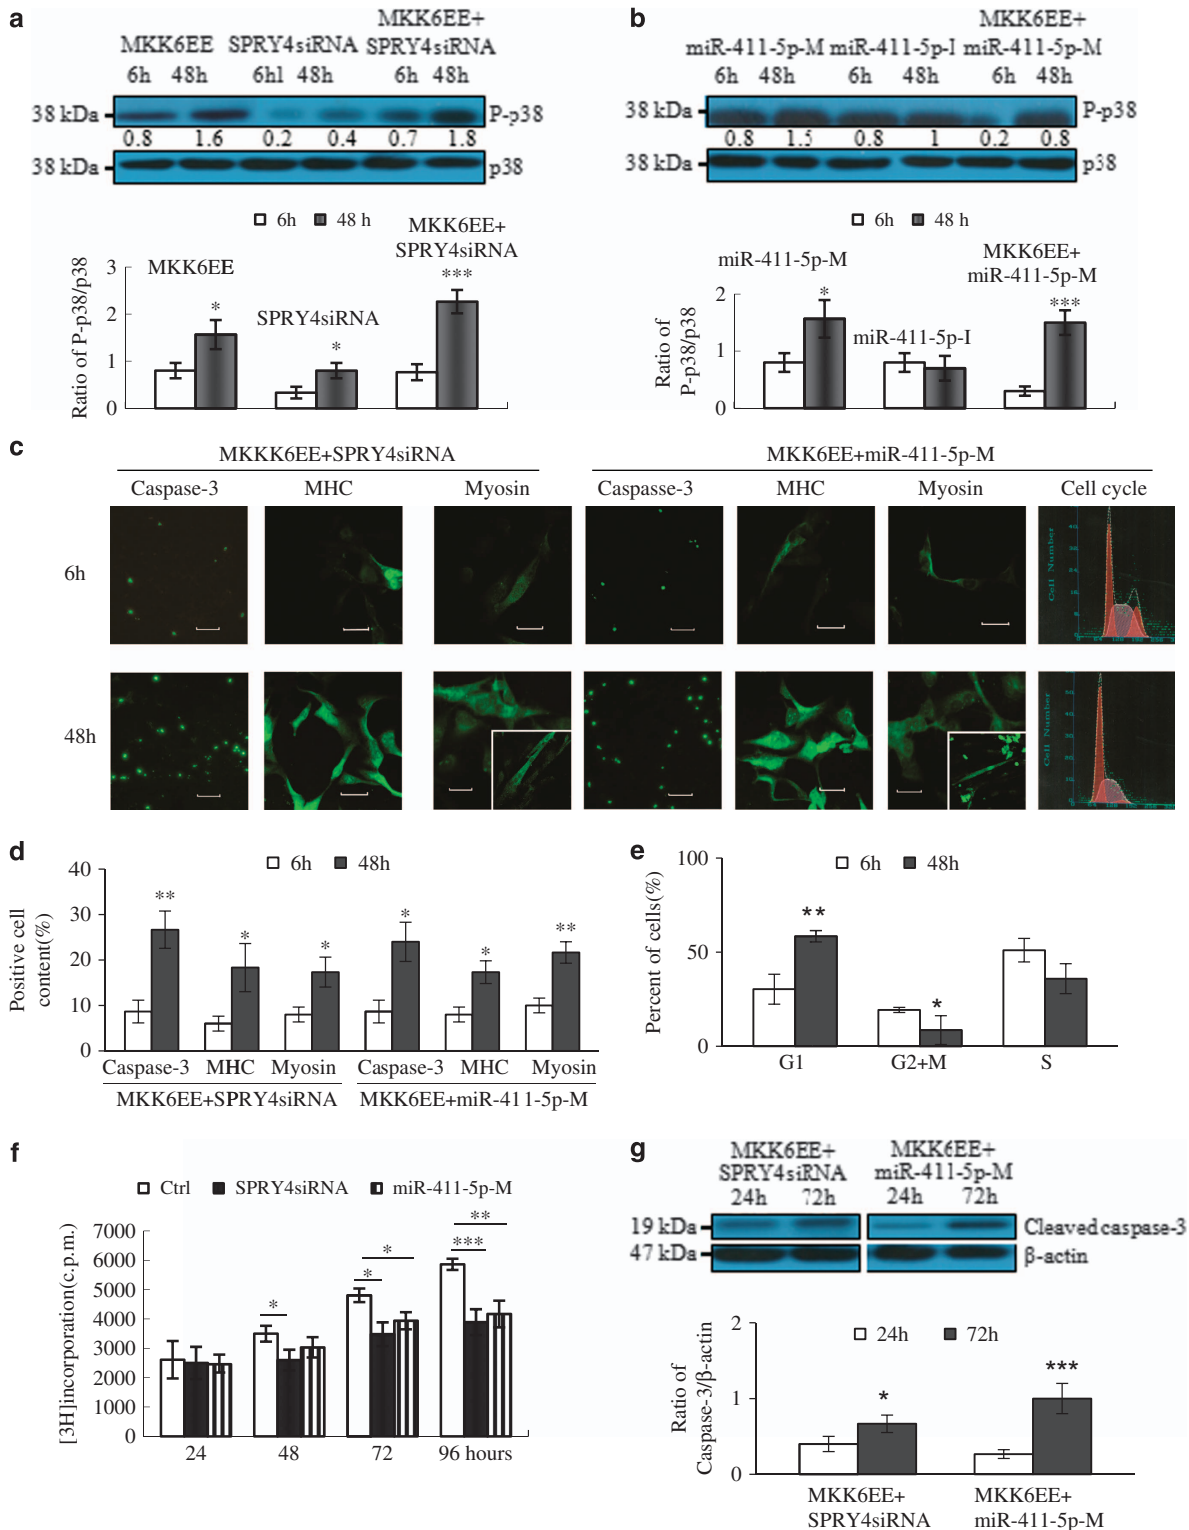 a
MKK6EE SPRY4siRNA MKK6EE+
SPRY4siRNA
6h 48h 6h1 48h 6h 48h
38 kDa P-p38
0.8 1.6 0.2 0.4 0.7 1.8
38 kDa p38
6h 48 h
MKK6EE
SPRY4siRNA
MKK6EE+
SPRY4siRNA
* * ***
Ratio of P-p38/p38
3
2
1
0
b
miR-411-5p-M miR-411-5p-I MKK6EE+
miR-411-5p-M
6h 48h 6h 48h 6h 48h
38 kDa P-p38
0.8 1.5 0.8 1 0.2 0.8
38 kDa p38
6h 48 h
miR-411-5p-M
miR-411-5p-I
MKK6EE+
miR-411-5p-M
* ***
Ratio of
P-p38/p38
2
1
0
c
MKKK6EE+SPRY4siRNA MKK6EE+miR-411-5p-M
Caspase-3 MHC Myosin Caspasse-3 MHC Myosin Cell cycle
6h
Cell Number
48h
Cell Number
d
6h 48h
Positive cell
content(%)
40
30
20
10
0
** * * * * **
Caspase-3 MHC Myosin Caspase-3 MHC Myosin
MKK6EE+SPRY4siRNA MKK6EE+miR-411-5p-M
e
6h 48h
Percent of cells(%)
100
50
0
** *
G1 G2+M S
f
Ctrl SPRY4siRNA miR-411-5p-M
[3H]incorporation(c.p.m.)
7000
6000
5000
4000
3000
2000
1000
0
* * * *** **
24 48 72 96 hours
g
MKK6EE+
SPRY4siRNA
MKK6EE+
miR-411-5p-M
24h 72h 24h 72h
19 kDa Cleaved caspase-3
47 kDa β-actin
24h 72h
Ratio of
Caspase-3/β-actin
2
1
0
* ***
MKK6EE+
SPRY4siRNA
MKK6EE+
miR-411-5p-M